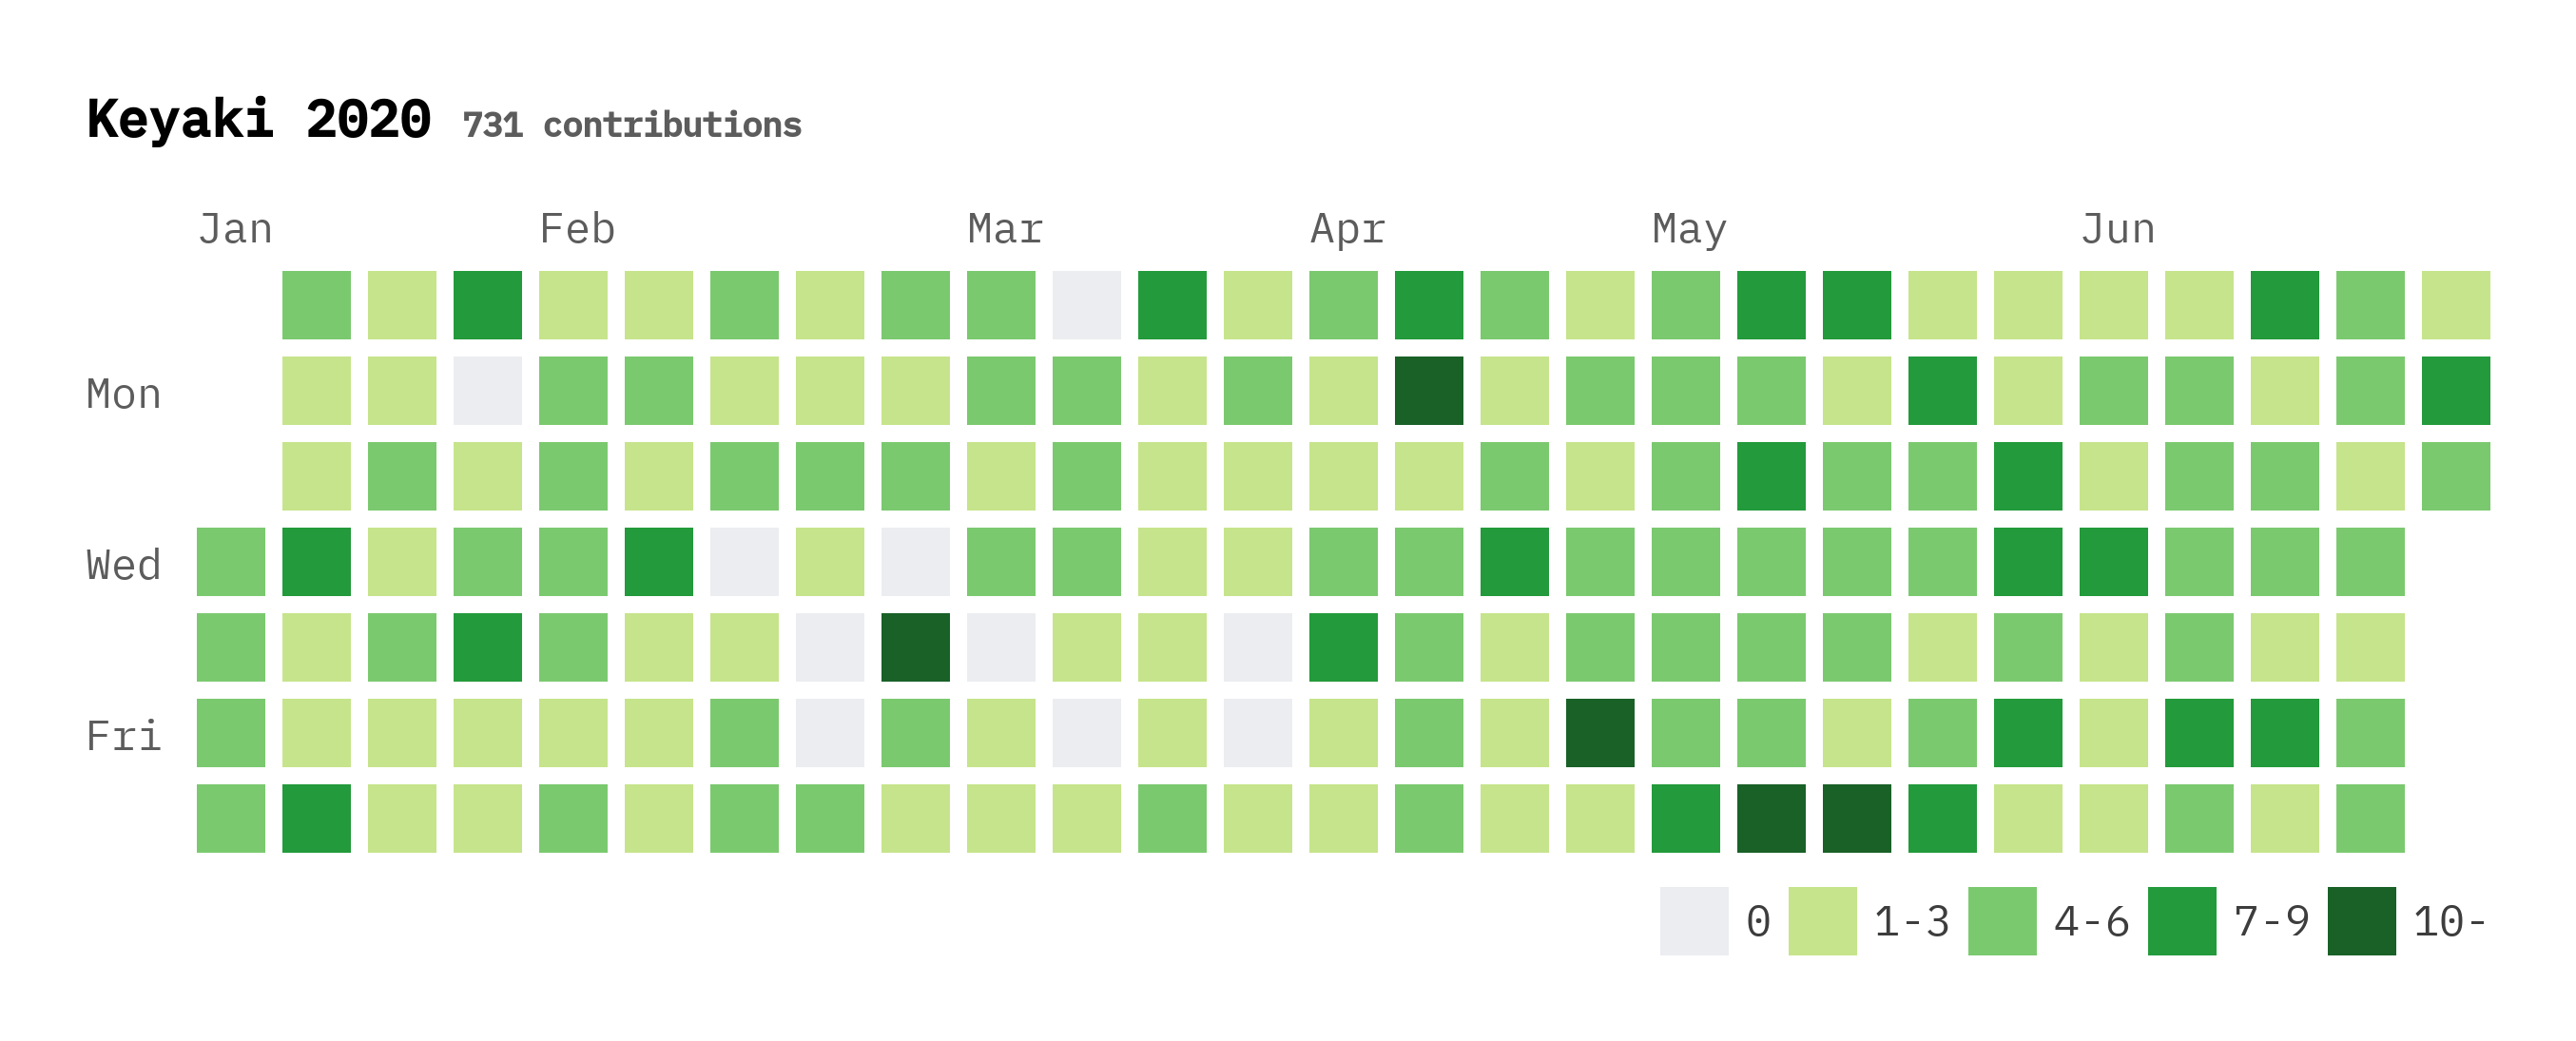 Keyaki 2020 731 contributions
Jan Feb Mar Apr May Jun
Mon
Wed
Fri
0 1-3 4-6 7-9 10-